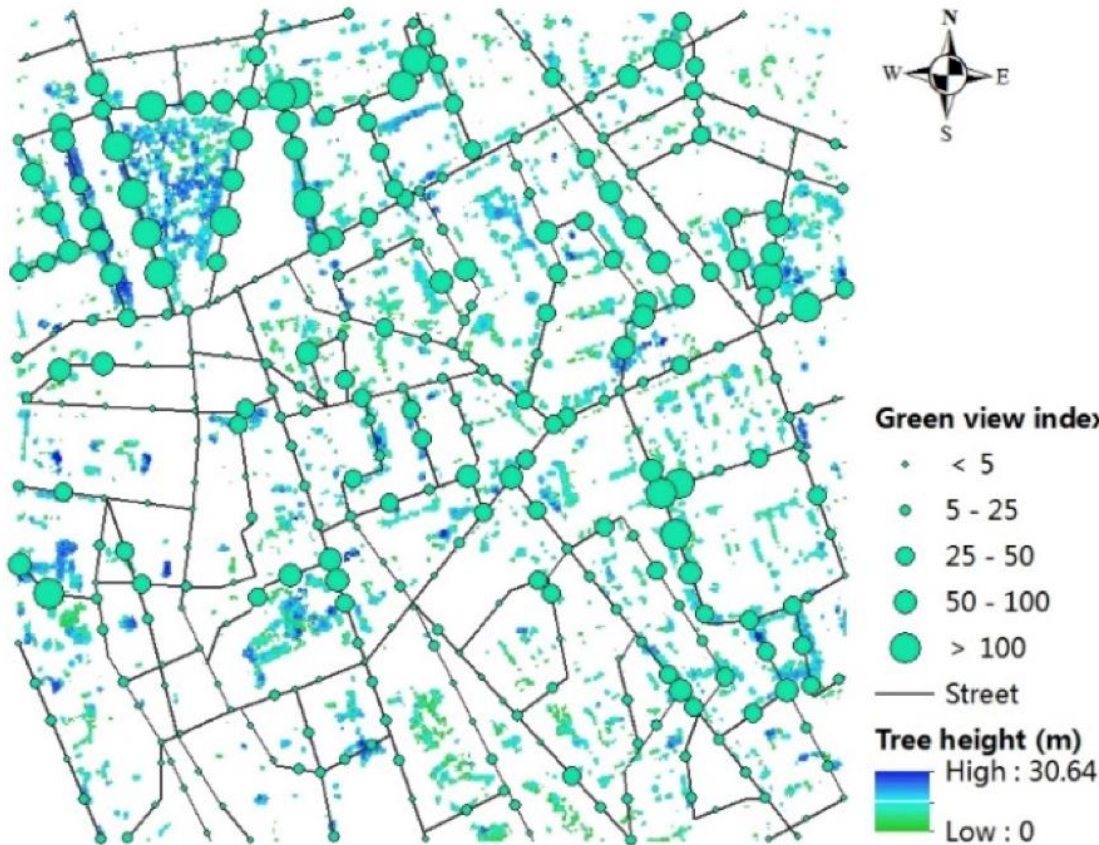 N
W E
S
Green view index
< 5
5 - 25
25 - 50
50 - 100
> 100
Street
Tree height (m)
High : 30.64
Low : 0